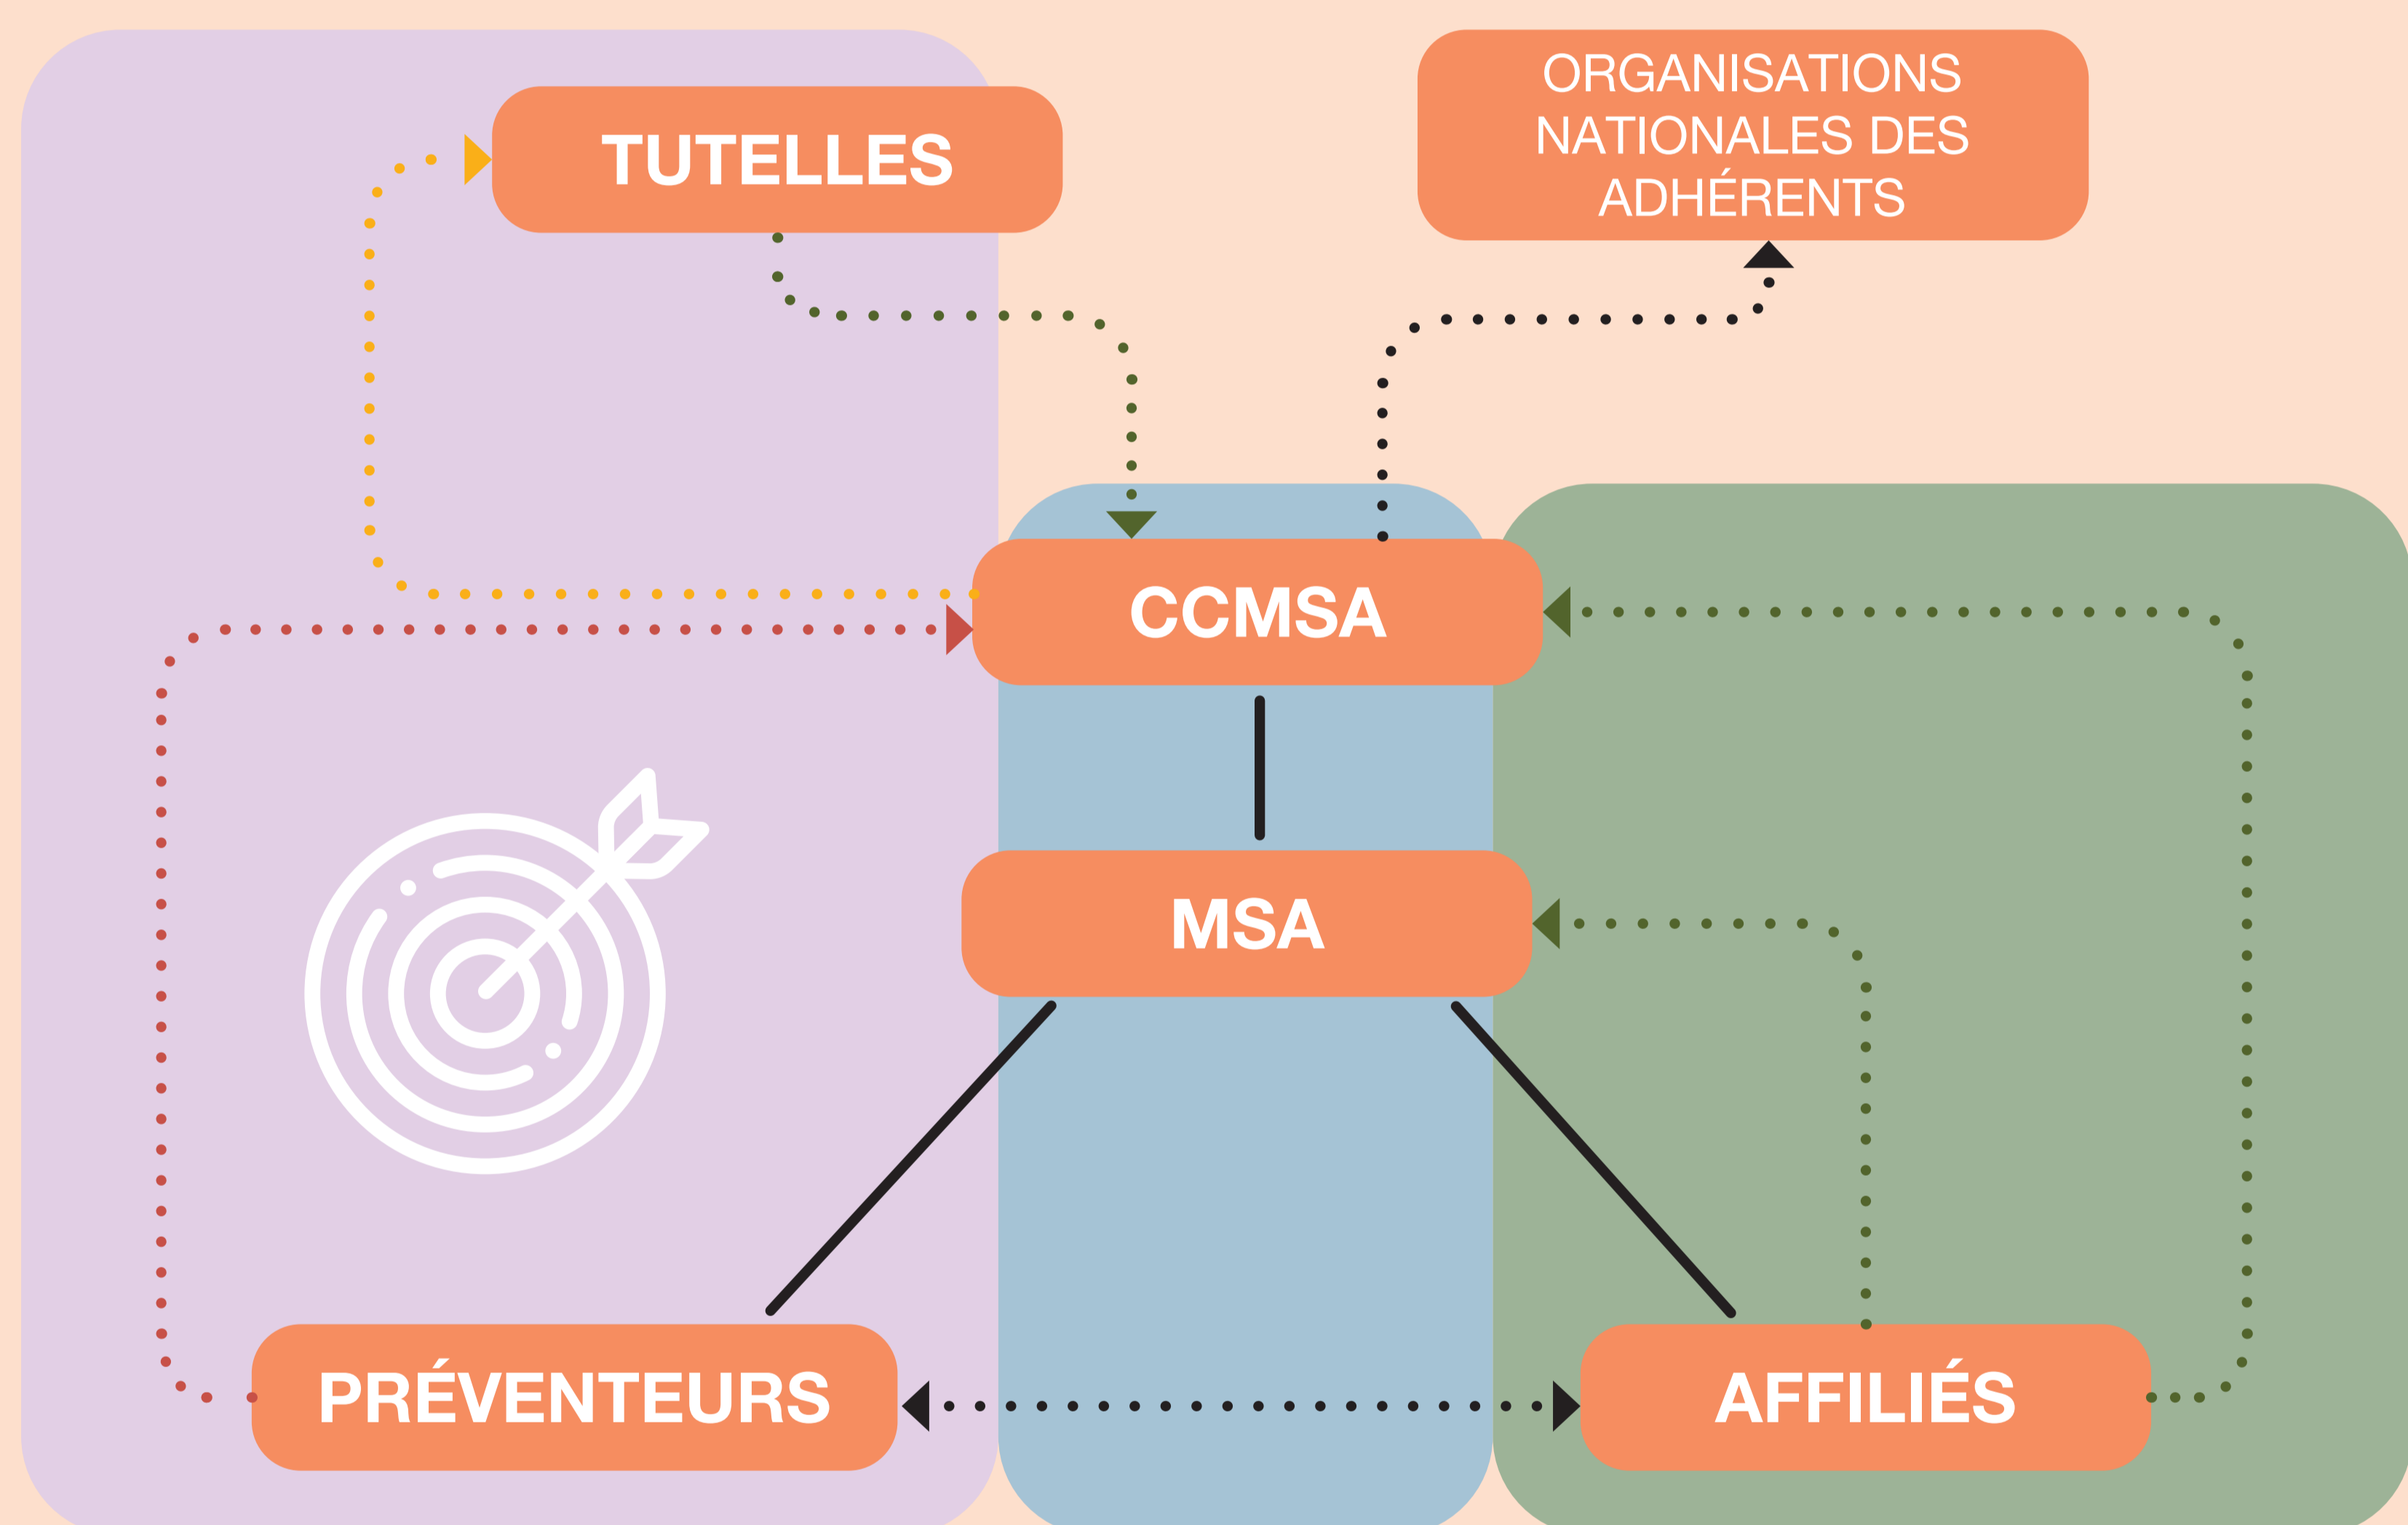 TUTELLES
ORGANISATIONS
NATIONALES DES
ADHÉRENTS
CCMSA
MSA
PRÉVENTEURS
AFFILIÉS